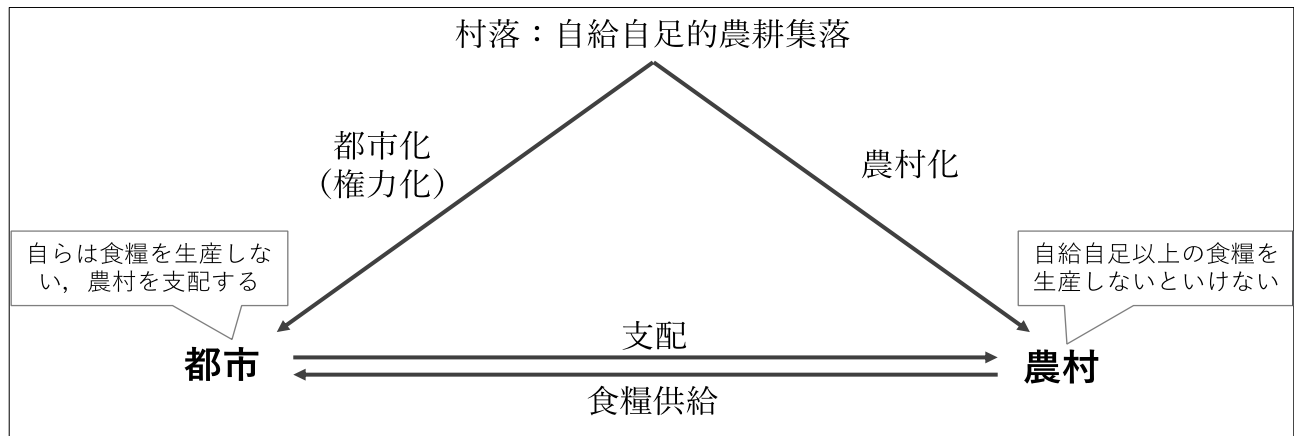 村落：自給自足的農耕集落
都市化
（権力化）
農村化
自らは食糧を生産しな
い，農村を支配する
自給自足以上の食糧を
生産しないといけない
支配
都市
農村
食糧供給